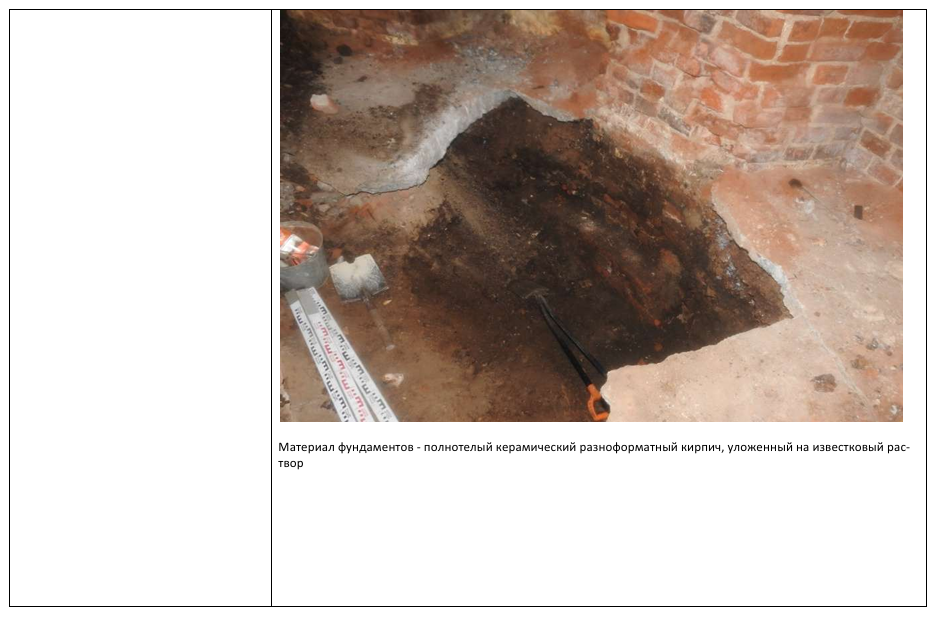 Материал фундаментов - полнотелый керамический разноформатный кирпич, уложенный на известковый рас-
твор